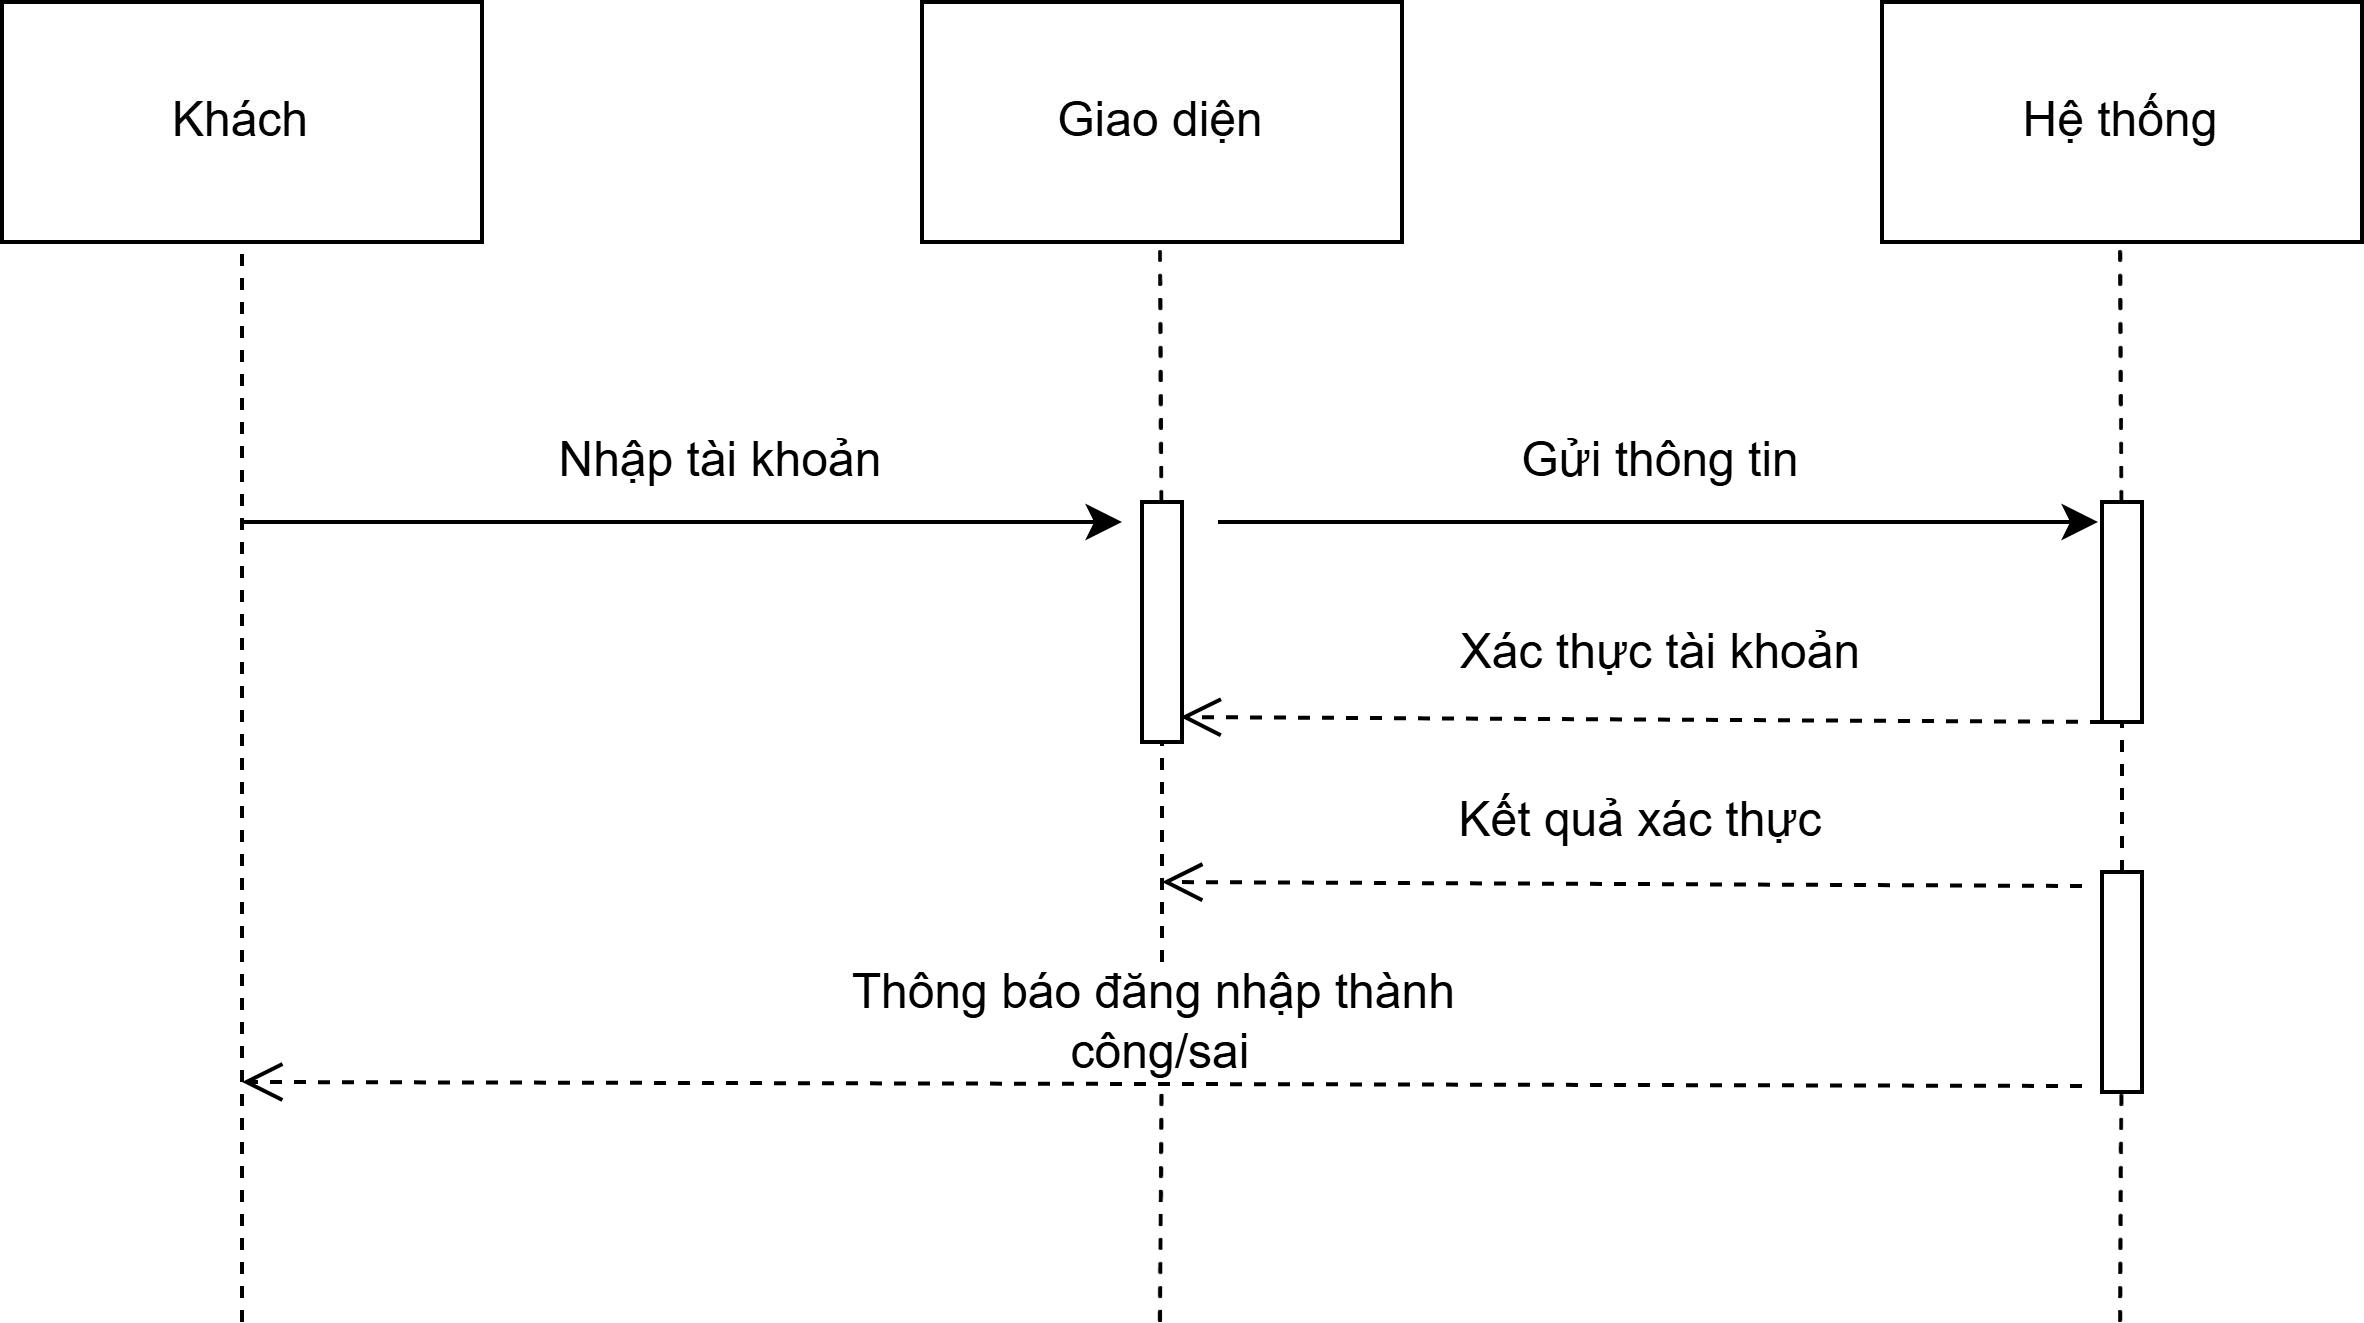 Khách
Giao diện
Hệ thống
Nhập tài khoản
Gửi thông tin
Xác thực tài khoản
Kết quả xác thực
Thông báo đăng nhập thành
công/sai